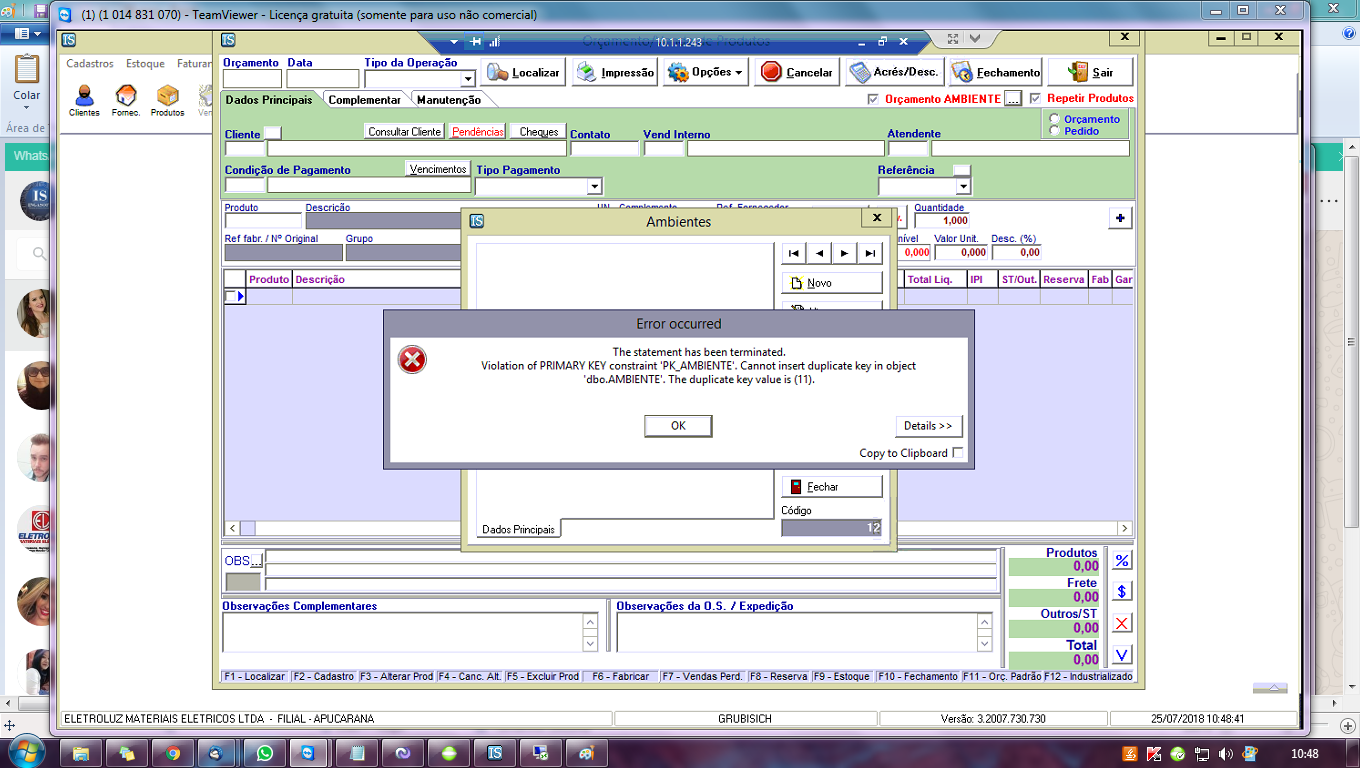 (1) (1 014 831 070) - TeamViewer - Licença gratuita (somente para uso não comercial)
10.1.1.243
Colar
Área de
Whats
Cadastros Estoque Faturar
Clientes Fornec. Produtos
Orçamento Data Tipo da Operação
Localizar Impressão Opções Cancelar Acrés/Desc. Fechamento Sair
Dados Principais Complementar Manutenção
Orçamento AMBIENTE ... Repetir Produtos
Orçamento
Pedido
Cliente Consultar Cliente Pendências Cheques Contato Vend Interno Atendente
Condição de Pagamento Vencimentos Tipo Pagamento Referência
Produto Descrição UN Complemento Ref. Fornecedor Quantidade
1,000
Ref fabr. / Nº Original Grupo nível Valor Unit. Desc. (%)
0,000 0,000 0,00
Produto Descrição Total Liq. IPI ST/Out. Reserva Fab Gar
Ambientes
Novo
Error occurred
The statement has been terminated.
Violation of PRIMARY KEY constraint 'PK_AMBIENTE'. Cannot insert duplicate key in object
'dbo.AMBIENTE'. The duplicate key value is (11).
OK
Details >>
Copy to Clipboard
Fechar
Código
12
Dados Principais
OBS...
Produtos
0,00
Frete
0,00
Outros/ST
0,00
Total
0,00
Observações Complementares Observações da O.S. / Expedição
F1 - Localizar F2 - Cadastro F3 - Alterar Prod F4 - Canc. Alt. F5 - Excluir Prod F6 - Fabricar F7 - Vendas Perd. F8 - Reserva F9 - Estoque F10 - Fechamento F11 - Orç. Padrão F12 - Industrializado
ELETROLUZ MATERIAIS ELETRICOS LTDA - FILIAL - APUCARANA GRUBISICH Versão: 3.2007.730.730 25/07/2018 10:48:41
10:48